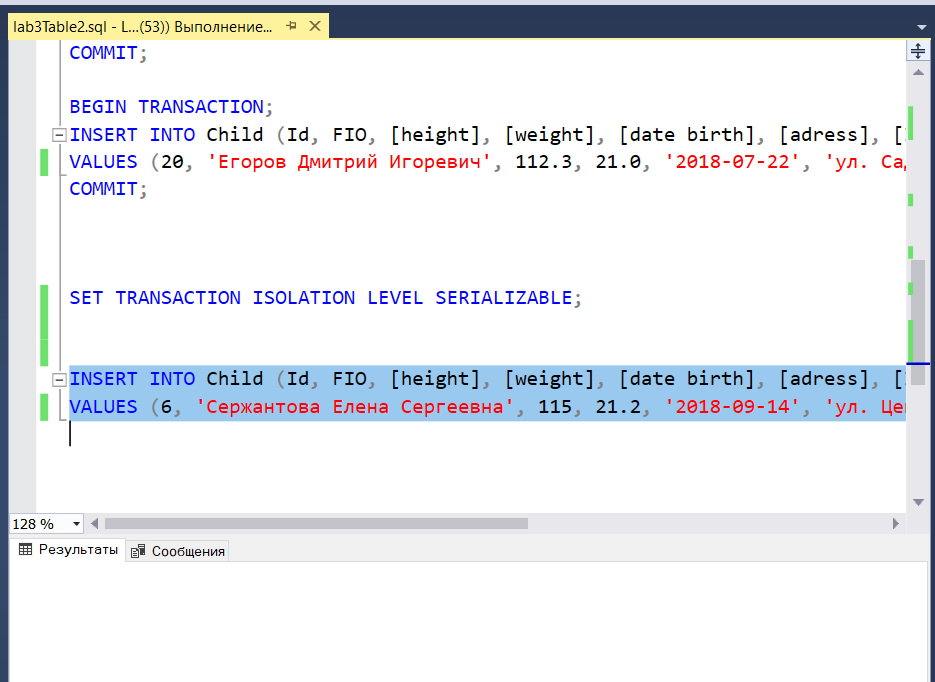 lab3Table2.sql - L...(53)) Выполнение...
COMMIT;
BEGIN TRANSACTION;
INSERT INTO Child (Id, FIO, [height], [weight], [date birth], [adress], [
VALUES (20, 'Егоров Дмитрий Игоревич', 112.3, 21.0, '2018-07-22', 'ул. Сад
COMMIT;
SET TRANSACTION ISOLATION LEVEL SERIALIZABLE;
INSERT INTO Child (Id, FIO, [height], [weight], [date birth], [adress], [
VALUES (6, 'Сержантова Елена Сергеевна', 115, 21.2, '2018-09-14', 'ул. Це
128 %
Результаты Сообщения